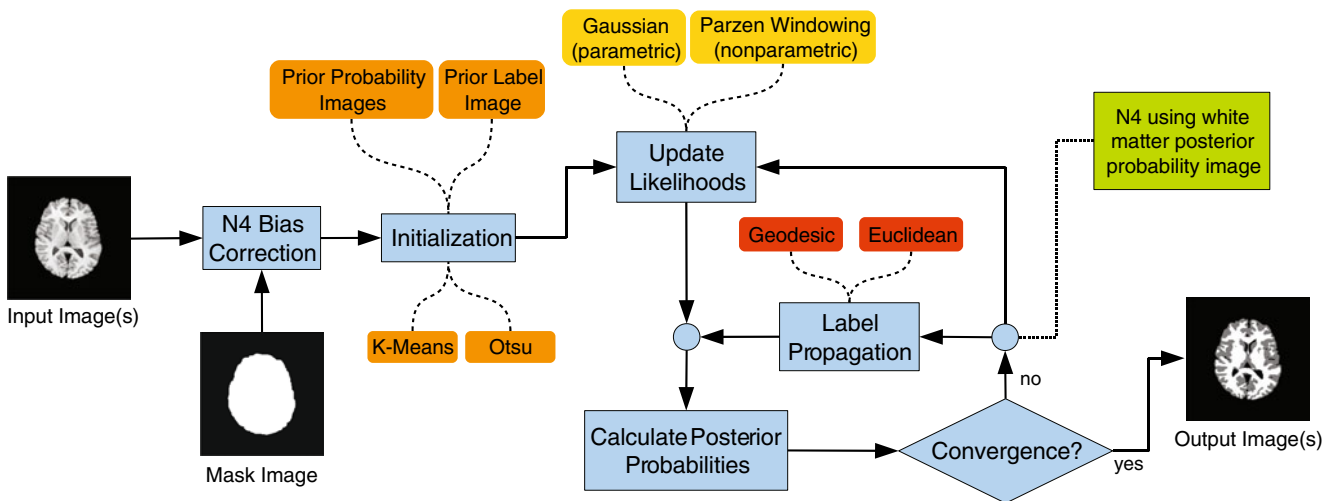 Gaussian
(parametric)
Parzen Windowing
(nonparametric)
Prior Probability
Images
Prior Label
Image
N4 using white
matter posterior
probability image
Update
Likelihoods
N4 Bias
Correction
Initialization
Geodesic
Euclidean
Input Image(s)
K-Means
Otsu
Label
Propagation
no
Calculate Posterior
Probabilities
Convergence?
yes
Output Image(s)
Mask Image